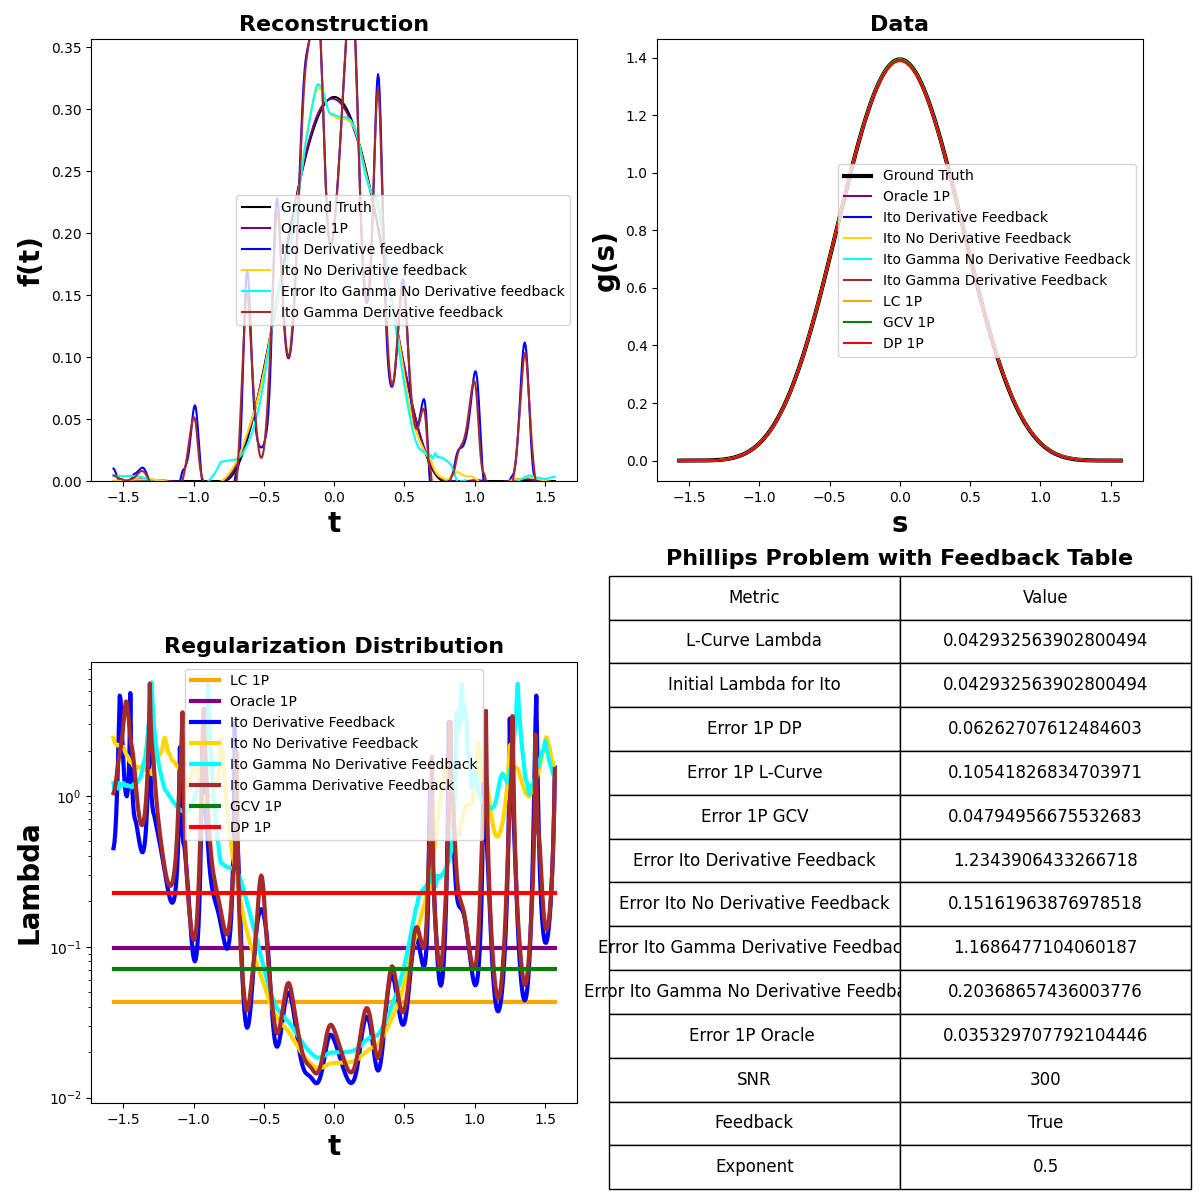 Reconstruction
f(t)
0.35
0.30
0.25
0.20
0.15
0.10
0.05
0.00
Ground Truth
Oracle 1P
Ito Derivative feedback
Ito No Derivative feedback
Error Ito Gamma No Derivative feedback
Ito Gamma Derivative feedback
−1.5 −1.0 −0.5 0.0 0.5 1.0 1.5
t
Data
g(s)
1.4
1.2
1.0
0.8
0.6
0.4
0.2
0.0
Ground Truth
Oracle 1P
Ito Derivative Feedback
Ito No Derivative Feedback
Ito Gamma No Derivative Feedback
Ito Gamma Derivative Feedback
LC 1P
GCV 1P
DP 1P
−1.5 −1.0 −0.5 0.0 0.5 1.0 1.5
s
Regularization Distribution
Lambda
10⁰
10⁻¹
10⁻²
LC 1P
Oracle 1P
Ito Derivative Feedback
Ito No Derivative Feedback
Ito Gamma No Derivative Feedback
Ito Gamma Derivative Feedback
GCV 1P
DP 1P
−1.5 −1.0 −0.5 0.0 0.5 1.0 1.5
t
Phillips Problem with Feedback Table
Metric Value
L-Curve Lambda 0.042932563902800494
Initial Lambda for Ito 0.042932563902800494
Error 1P DP 0.06262707612484603
Error 1P L-Curve 0.10541826834703971
Error 1P GCV 0.04794956675532683
Error Ito Derivative Feedback 1.2343906433266718
Error Ito No Derivative Feedback 0.15161963876978518
Error Ito Gamma Derivative Feedbac 1.1686477104060187
Error Ito Gamma No Derivative Feedba 0.20368657436003776
Error 1P Oracle 0.035329707792104446
SNR 300
Feedback True
Exponent 0.5